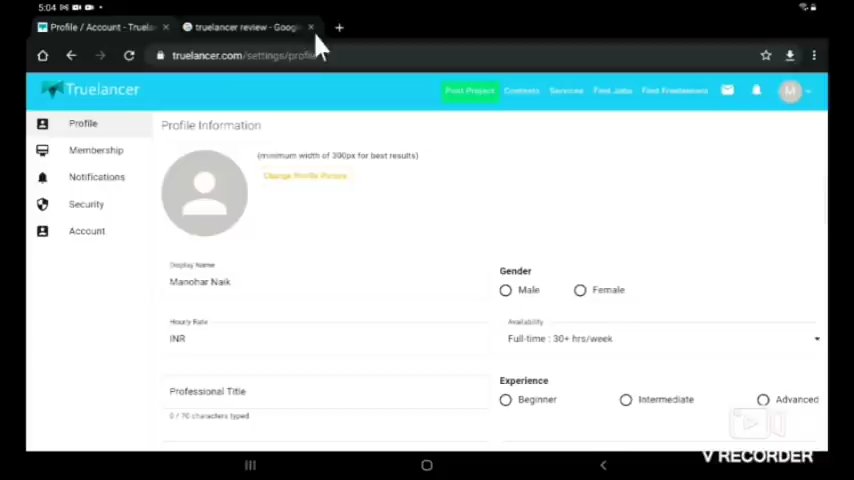 5:04
Profile / Account - Truela
truelancer review - Google
truelancer.com/settings/profile
Truelancer
Post Project
Contests
Services
Find Jobs
Find Freelancers
M
Profile
Membership
Notifications
Security
Account
Profile Information
(minimum width of 300px for best results)
Change Profile Picture
Display Name
Manohar Naik
Gender
Male
Female
Hourly Rate
INR
Availability
Full-time : 30+ hrs/week
Professional Title
0 / 70 characters typed
Experience
Beginner
Intermediate
Advanced
V RECORDER